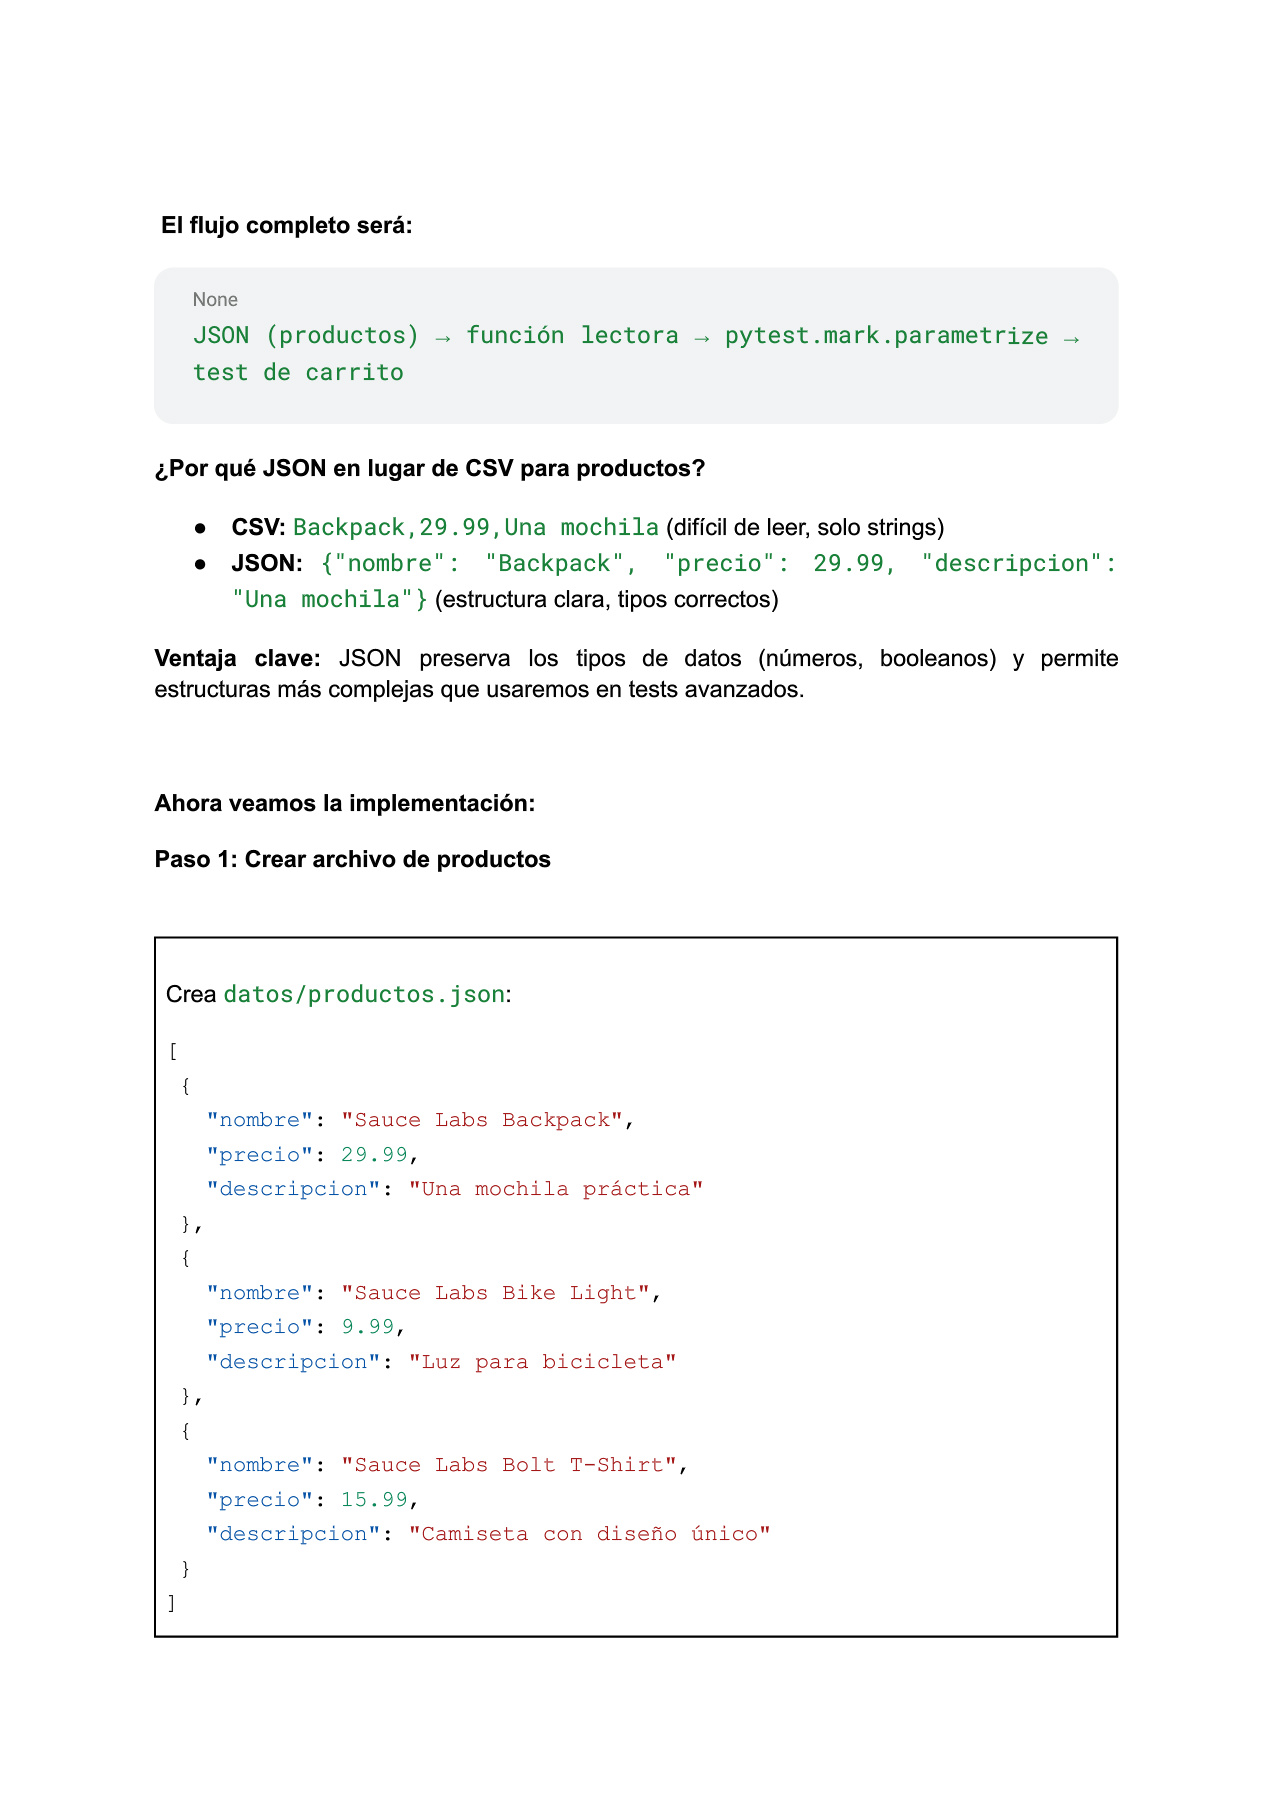 El flujo completo será:
None
JSON (productos) → función lectora → pytest.mark.parametrize →
test de carrito
¿Por qué JSON en lugar de CSV para productos?
● CSV: Backpack,29.99,Una mochila (difícil de leer, solo strings)
● JSON: {"nombre": "Backpack", "precio": 29.99, "descripcion":
"Una mochila"} (estructura clara, tipos correctos)
Ventaja clave: JSON preserva los tipos de datos (números, booleanos) y permite
estructuras más complejas que usaremos en tests avanzados.
Ahora veamos la implementación:
Paso 1: Crear archivo de productos
Crea datos/productos.json:
[
{
"nombre": "Sauce Labs Backpack",
"precio": 29.99,
"descripcion": "Una mochila práctica"
},
{
"nombre": "Sauce Labs Bike Light",
"precio": 9.99,
"descripcion": "Luz para bicicleta"
},
{
"nombre": "Sauce Labs Bolt T-Shirt",
"precio": 15.99,
"descripcion": "Camiseta con diseño único"
}
]